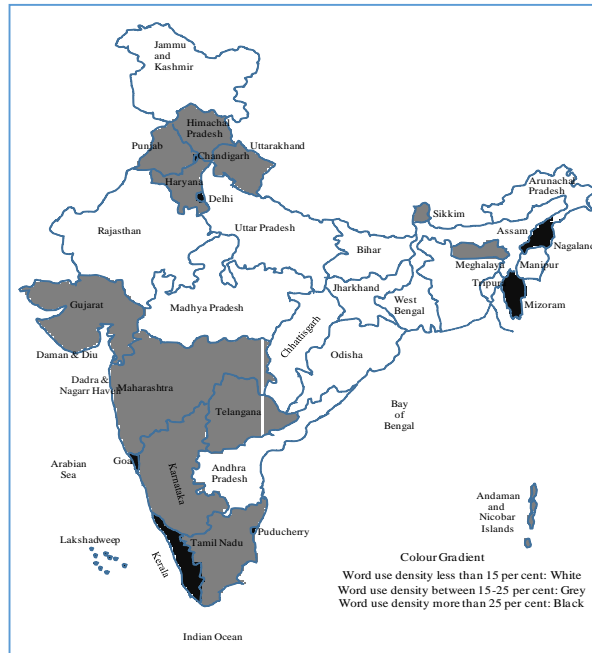 Jammu
and
Kashmir
Himachal
Pradesh
Punjab
Chandigarh
Uttarakhand
Haryana
Delhi
Arunachal
Pradesh
Sikkim
Rajasthan
Uttar Pradesh
Assam
Nagaland
Bihar
Meghalaya
Manipur
Tripura
Jharkhand
West
Bengal
Mizoram
Gujarat
Madhya Pradesh
Chhattisgarh
Odisha
Daman & Diu
Dadra &
Nagarr Haveli
Maharashtra
Telangana
Bay
of
Bengal
Arabian
Sea
Goa
Karnataka
Andhra
Pradesh
Andaman
and
Nicobar
Islands
Puducherry
Lakshadweep
Kerala
Tamil Nadu
Colour Gradient
Word use density less than 15 per cent: White
Word use density between 15-25 per cent: Grey
Word use density more than 25 per cent: Black
Indian Ocean